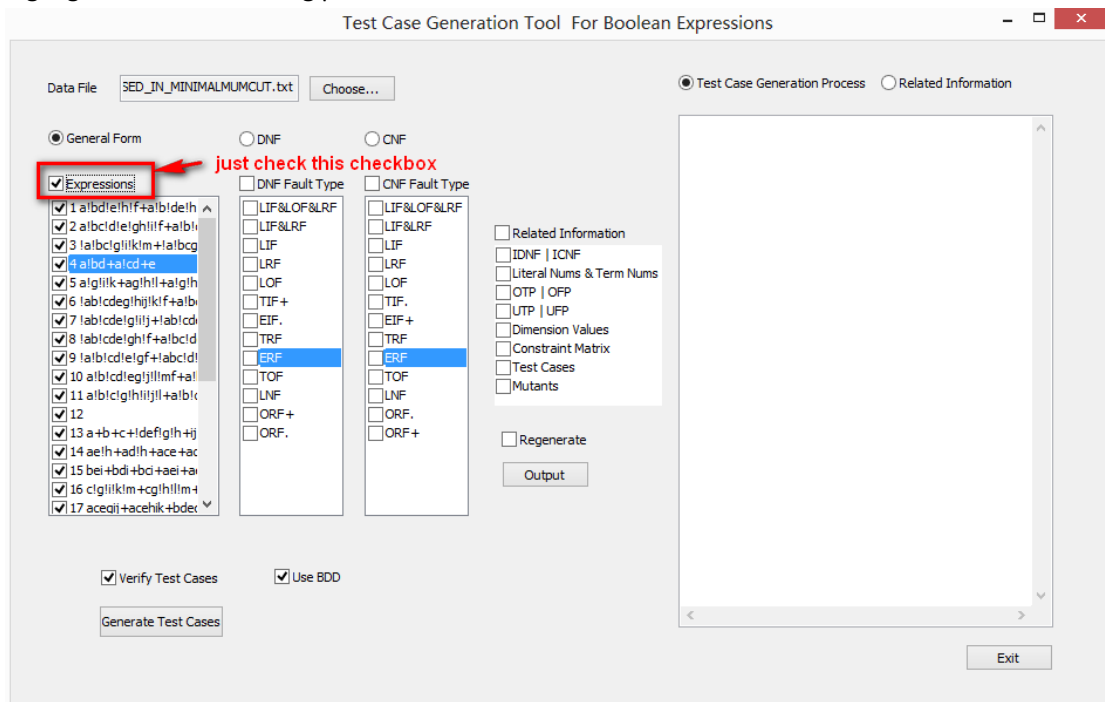 Test Case Generation Tool For Boolean Expressions
Data File SED_IN_MINIMALMUMCUT.txt Choose...
Test Case Generation Process Related Information
General Form DNF CNF
just check this checkbox
Expressions DNF Fault Type CNF Fault Type
1 a!bd!e!h!f+a!b!de!h
2 a!bc!d!e!gh!i!f+a!b!
3 !a!bc!g!i!k!m+!a!bcg
4 a!bd+a!cd+e
5 a!g!i!k+ag!h!l+a!g!h
6 !ab!cdeg!hij!k!f+a!b
7 !ab!cde!g!i!j+!ab!cd
8 !ab!cde!gh!f+a!bc!d
9 !a!b!cd!e!gf+!abc!d!
10 a!b!cd!eg!j!l!mf+a!
11 a!b!c!g!h!i!j!l+a!b!
12
13 a+b+c+!def!g!h+ij
14 ae!h+ad!h+ace+a
15 bei+bdi+bci+aei+a
16 c!g!i!k!m+cg!h!l!m+
17 acegij+acehik+bde
LIF&LOF&LRF
LIF&LRF
LIF
LRF
LOF
TIF+
EIF.
TRF
ERF
TOF
LNF
ORF+
ORF.
LIF&LOF&LRF
LIF&LRF
LIF
LRF
LOF
TIF.
EIF+
TRF
ERF
TOF
LNF
ORF.
ORF+
Related Information
IDNF | ICNF
Literal Nums & Term Nums
OTP | OFP
UTP | UFP
Dimension Values
Constraint Matrix
Test Cases
Mutants
Regenerate
Output
Verify Test Cases Use BDD
Generate Test Cases
Exit